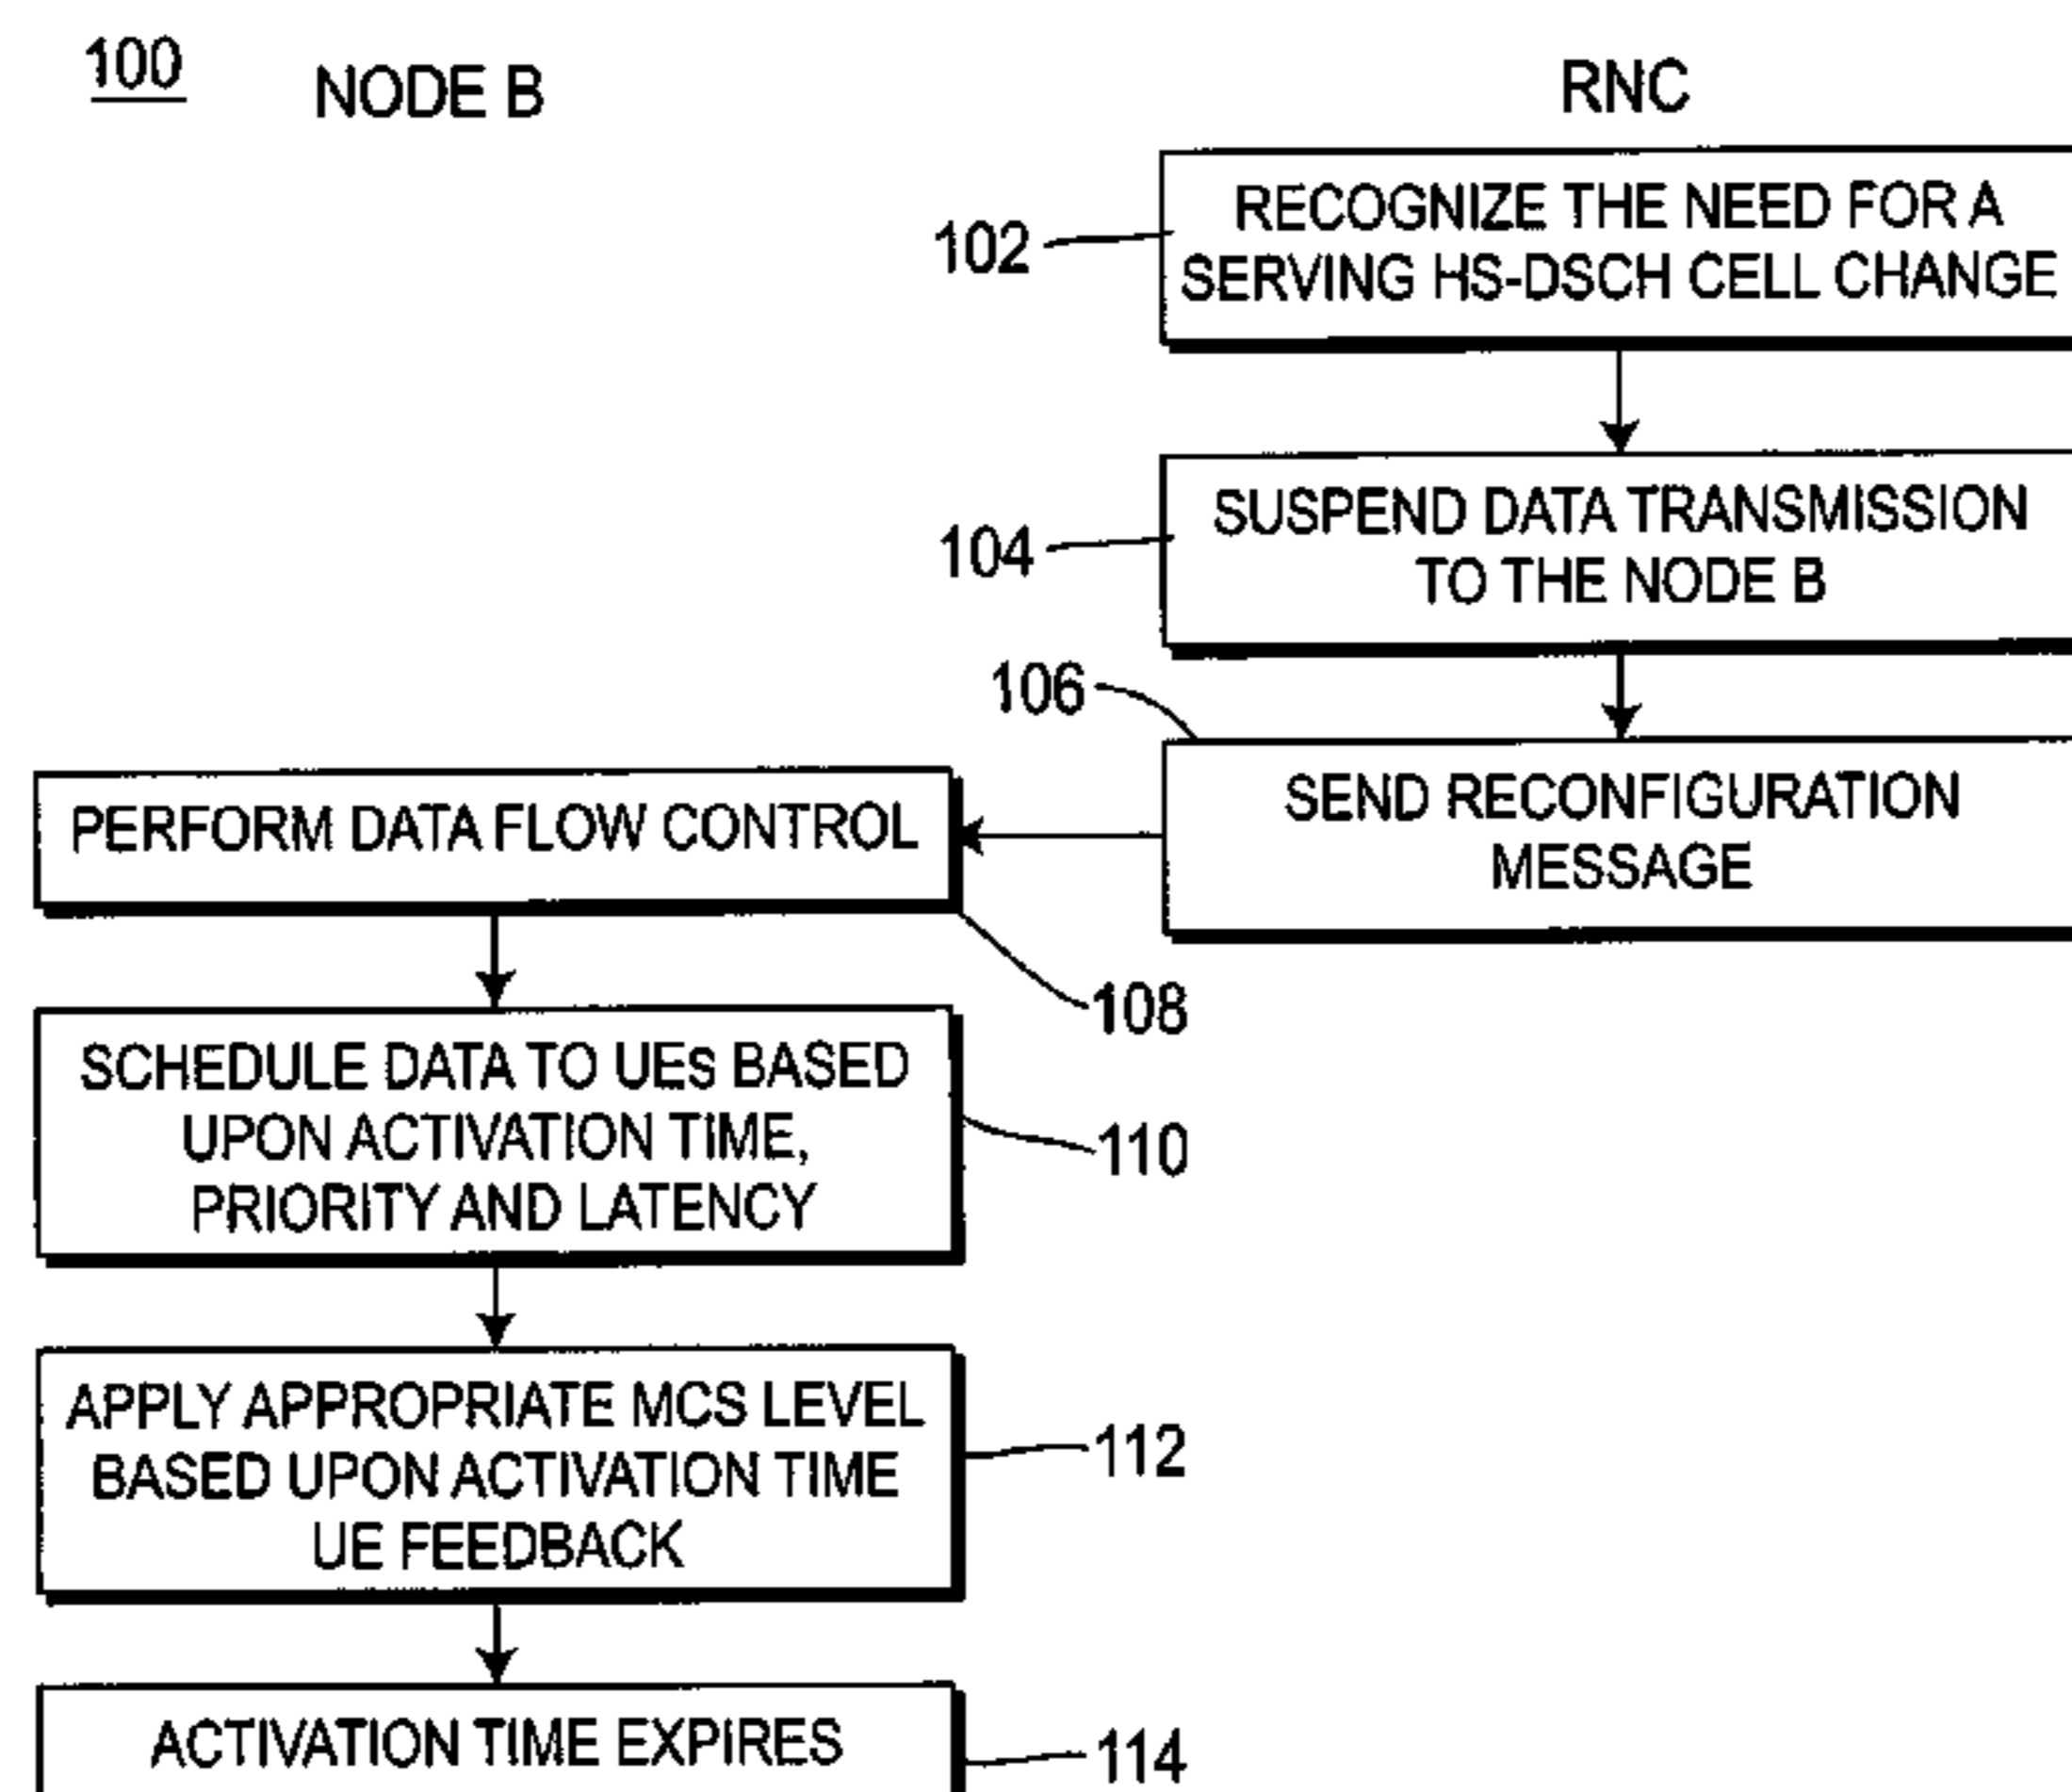 100
NODE B
RNC
102
RECOGNIZE THE NEED FOR A
SERVING HS-DSCH CELL CHANGE
104
SUSPEND DATA TRANSMISSION
TO THE NODE B
106
SEND RECONFIGURATION
MESSAGE
PERFORM DATA FLOW CONTROL
108
SCHEDULE DATA TO UEs BASED
UPON ACTIVATION TIME,
PRIORITY AND LATENCY
110
APPLY APPROPRIATE MCS LEVEL
BASED UPON ACTIVATION TIME
UE FEEDBACK
112
ACTIVATION TIME EXPIRES
114